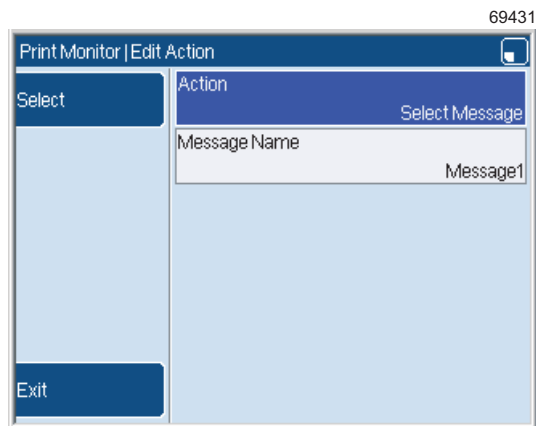 69431
Print Monitor | Edit Action
Select
Action
Select Message
Message Name
Message1
Exit